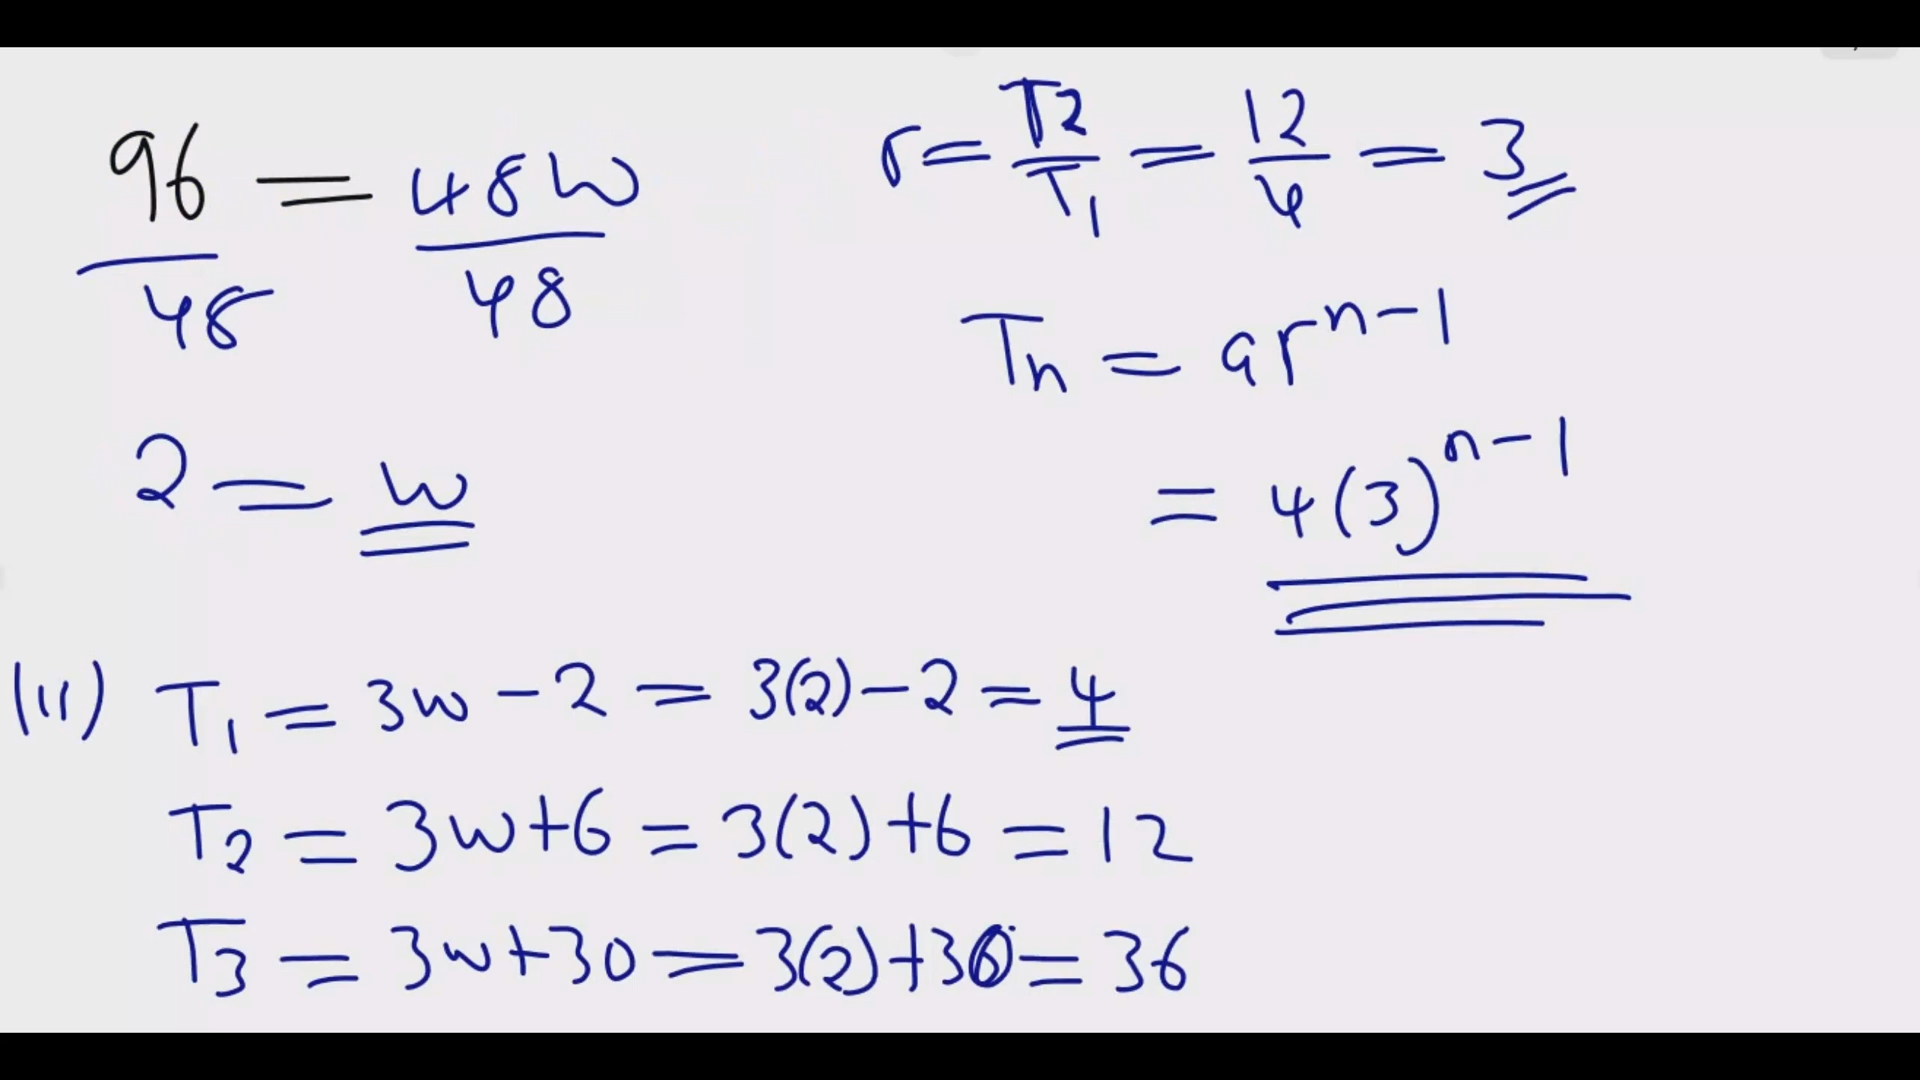 96 = 48w
48 48
2 = w
r = T2 = 12 = 3
T1 4
Tn = ar^n-1
= 4(3)^n-1
(ii) T1 = 3w - 2 = 3(2) - 2 = 4
T2 = 3w + 6 = 3(2) + 6 = 12
T3 = 3w + 30 = 3(2) + 30 = 36